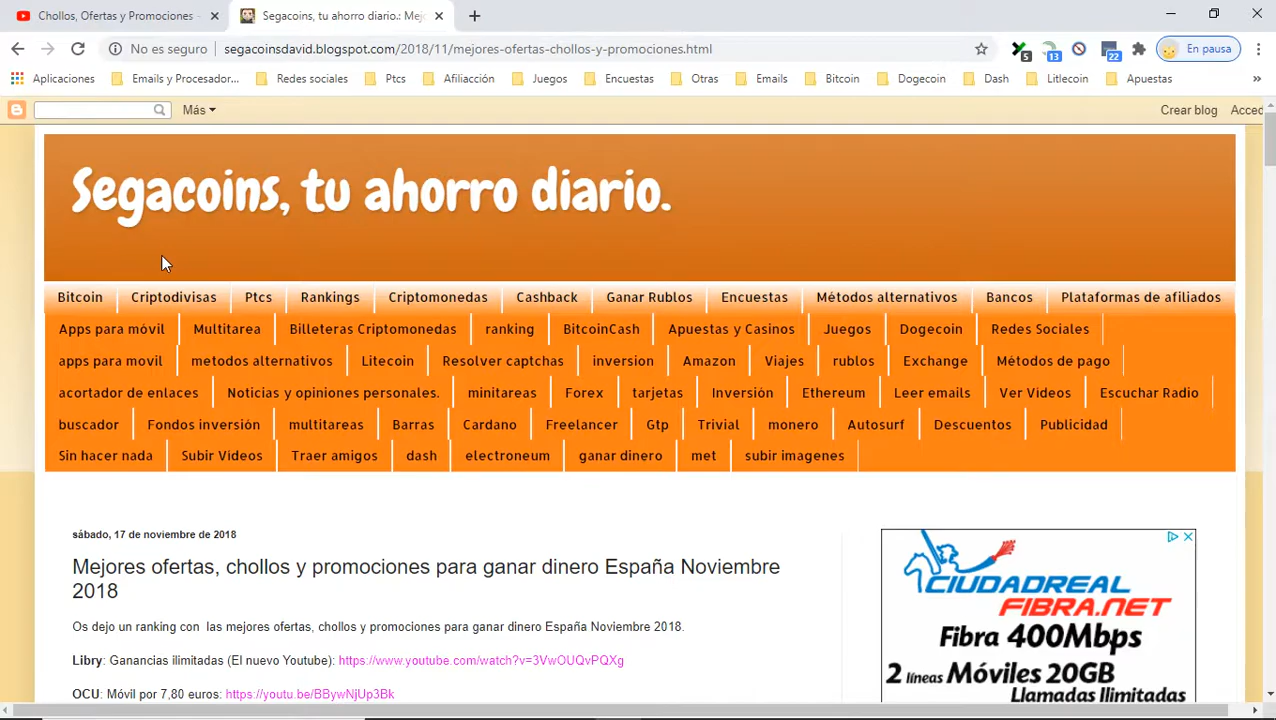 Chollos, Ofertas y Promociones -
Segacoins, tu ahorro diario.: Mej
No es seguro
segacoinsdavid.blogspot.com/2018/11/mejores-ofertas-chollos-y-promociones.html
5
13
22
En pausa
Aplicaciones
Emails y Procesador...
Redes sociales
Ptcs
Afiliacción
Juegos
Encuestas
Otras
Emails
Bitcoin
Dogecoin
Dash
Litlecoin
Apuestas
»
Más
Crear blog
Acced
Segacoins, tu ahorro diario.
Bitcoin
Criptodivisas
Ptcs
Rankings
Criptomonedas
Cashback
Ganar Rublos
Encuestas
Métodos alternativos
Bancos
Plataformas de afiliados
Apps para móvil
Multitarea
Billeteras Criptomonedas
ranking
BitcoinCash
Apuestas y Casinos
Juegos
Dogecoin
Redes Sociales
apps para movil
metodos alternativos
Litecoin
Resolver captchas
inversion
Amazon
Viajes
rublos
Exchange
Métodos de pago
acortador de enlaces
Noticias y opiniones personales.
minitareas
Forex
tarjetas
Inversión
Ethereum
Leer emails
Ver Videos
Escuchar Radio
buscador
Fondos inversión
multitareas
Barras
Cardano
Freelancer
Gtp
Trivial
monero
Autosurf
Descuentos
Publicidad
Sin hacer nada
Subir Videos
Traer amigos
dash
electroneum
ganar dinero
met
subir imagenes
sábado, 17 de noviembre de 2018
Mejores ofertas, chollos y promociones para ganar dinero España Noviembre
2018
Os dejo un ranking con las mejores ofertas, chollos y promociones para ganar dinero España Noviembre 2018.
Libry: Ganancias ilimitadas (El nuevo Youtube): https://www.youtube.com/watch?v=3VwOUQvPQXg
OCU: Móvil por 7,80 euros: https://youtu.be/BBywNjUp3Bk
CIUDADREAL
FIBRA.NET
Fibra 400Mbps
2 líneas Móviles 20GB
Llamadas Ilimitadas